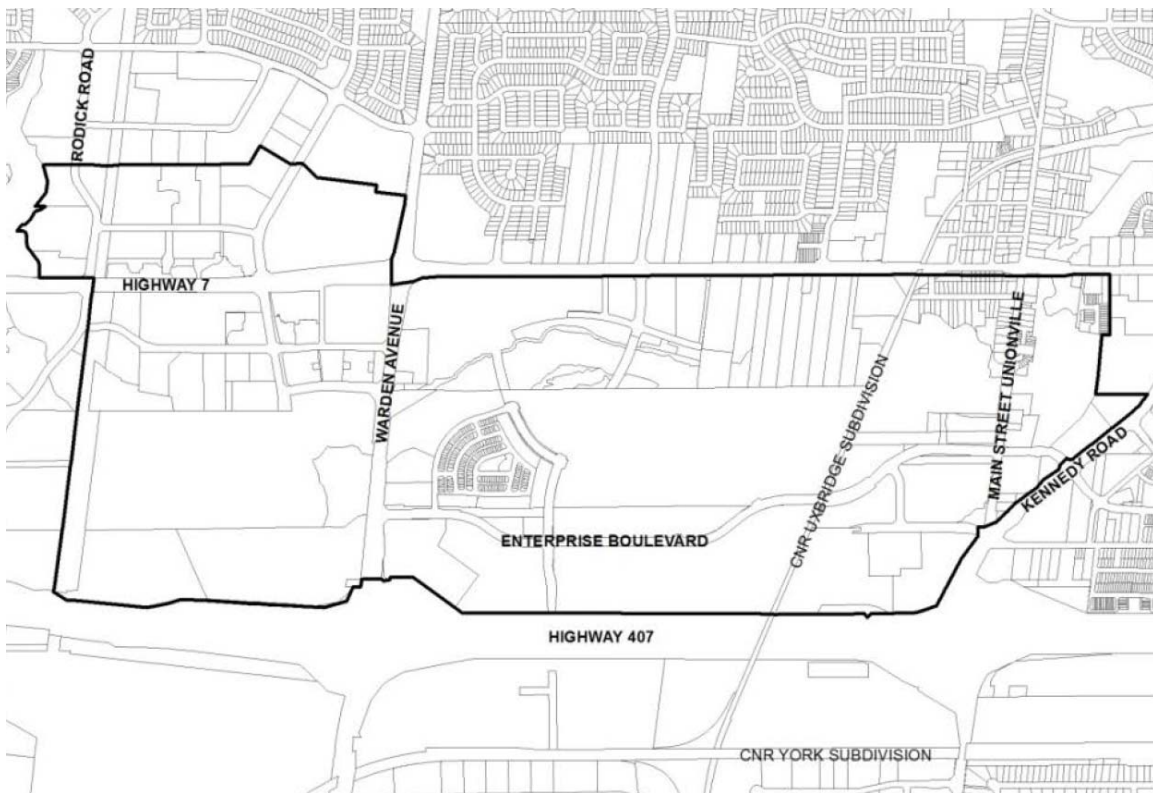 RODICK ROAD
HIGHWAY 7
WARDEN AVENUE
MAIN STREET UNIONVILLE
CNR UXBRIDGE SUBDIVISION
KENNEDY ROAD
ENTERPRISE BOULEVARD
HIGHWAY 407
CNR YORK SUBDIVISION